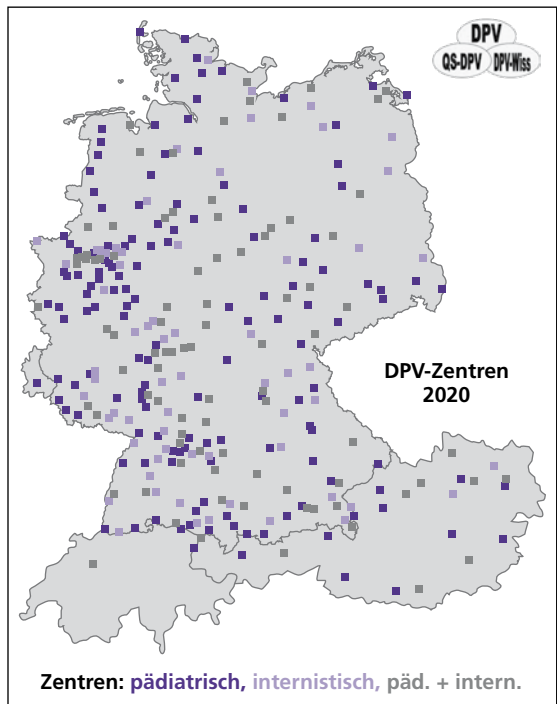 DPV
QS-DPV DPV-Wiss
DPV-Zentren
2020
Zentren: pädiatrisch, internistisch, päd. + intern.